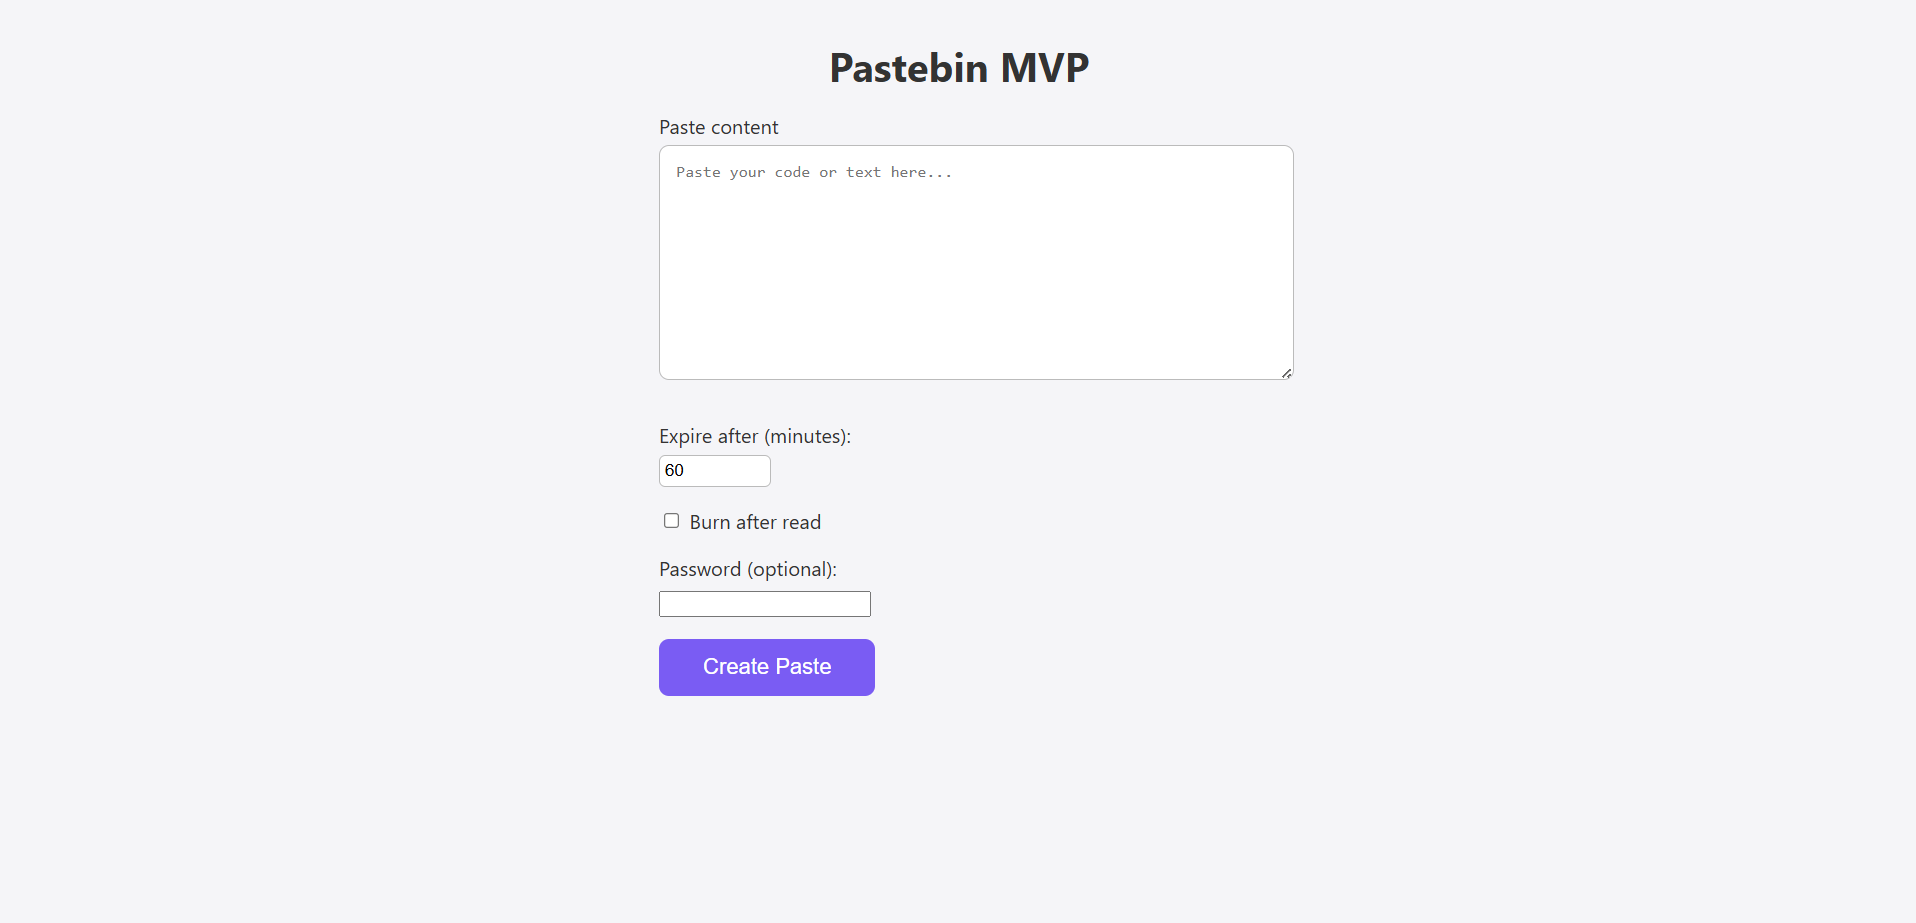 Pastebin MVP
Paste content
Paste your code or text here...
Expire after (minutes):
60
Burn after read
Password (optional):
Create Paste